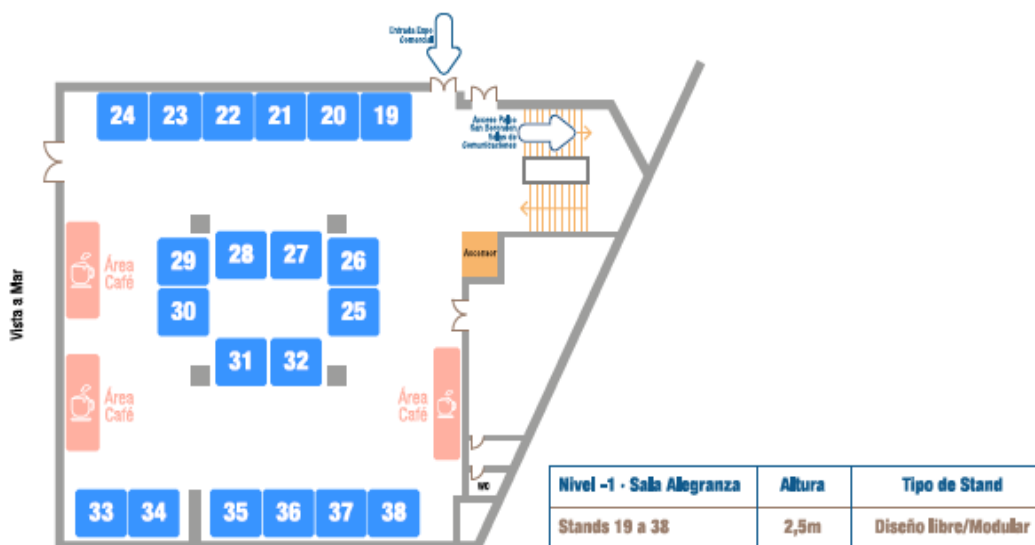 Entrada Expo
Comercial
24 23 22 21 20 19
Acceso Patio
San Borondon,
Salas de
Comunicaciones
Ascensor
29 28 27 26
30 25
31 32
Área
Café
Área
Café
Área
Café
Vista a Mar
33 34 35 36 37 38
WC
Nivel -1 · Sala Alegranza Altura Tipo de Stand
Stands 19 a 38 2,5m Diseño libre/Modular